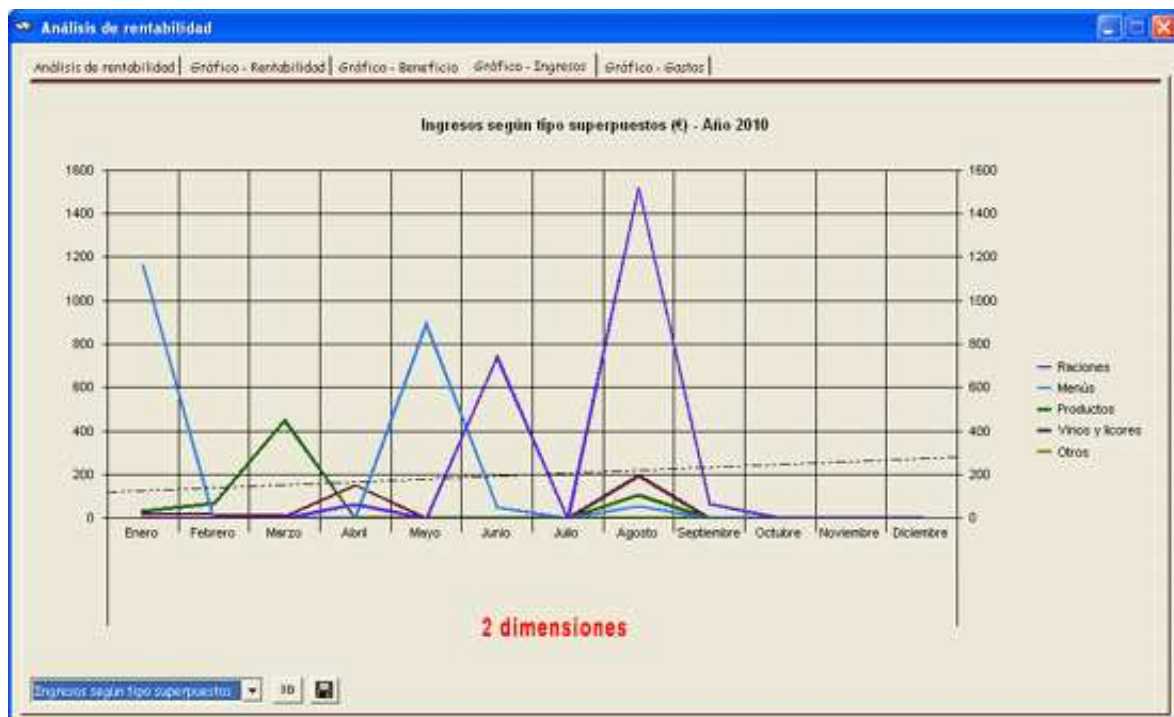 Análisis de rentabilidad
Análisis de rentabilidad Gráfico - Rentabilidad Gráfico - Beneficio Gráfico - Ingresos Gráfico - Gastos
Ingresos según tipo superpuestos (€) - Año 2010
1600 1600
1400 1400
1200 1200
1000 1000
800 800
600 600
400 400
200 200
0 0
Enero Febrero Marzo Abril Mayo Junio Julio Agosto Septiembre Octubre Noviembre Diciembre
Raciones
Menús
Productos
Vinos y licores
Otros
2 dimensiones
Ingresos según tipo superpuestos 3D